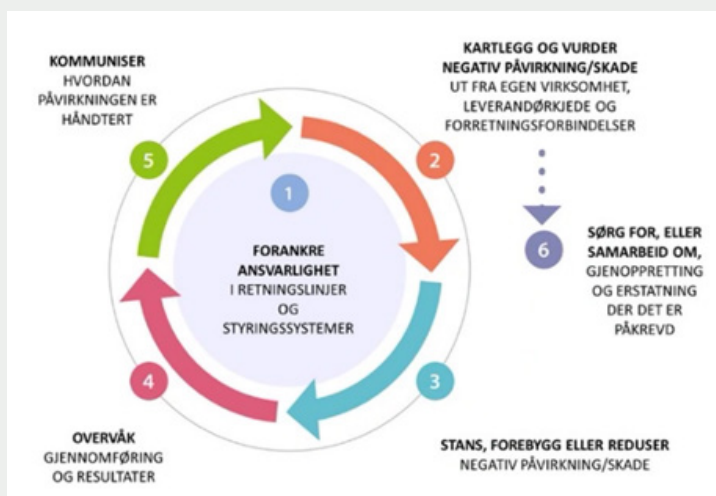 KOMMUNISER
HVORDAN
PÅVIRKNINGEN ER
HÅNDTERT
5
KARTLEGG OG VURDER
NEGATIV PÅVIRKNING/SKADE
UT FRA EGEN VIRKSOMHET,
LEVERANDØRKJEDE OG
FORRETNINGSFORBINDELSER
2
1
FORANKRE
ANSVARLIGHET
I RETNINGSLINJER
OG
STYRINGSSYSTEMER
6
SØRG FOR, ELLER
SAMARBEID OM,
GJENOPPRETTING
OG ERSTATNING
DER DET ER
PÅKREVD
4
OVERVÅK
GJENNOMFØRING
OG RESULTATER
3
STANS, FOREBYGG ELLER REDUSER
NEGATIV PÅVIRKNING/SKADE